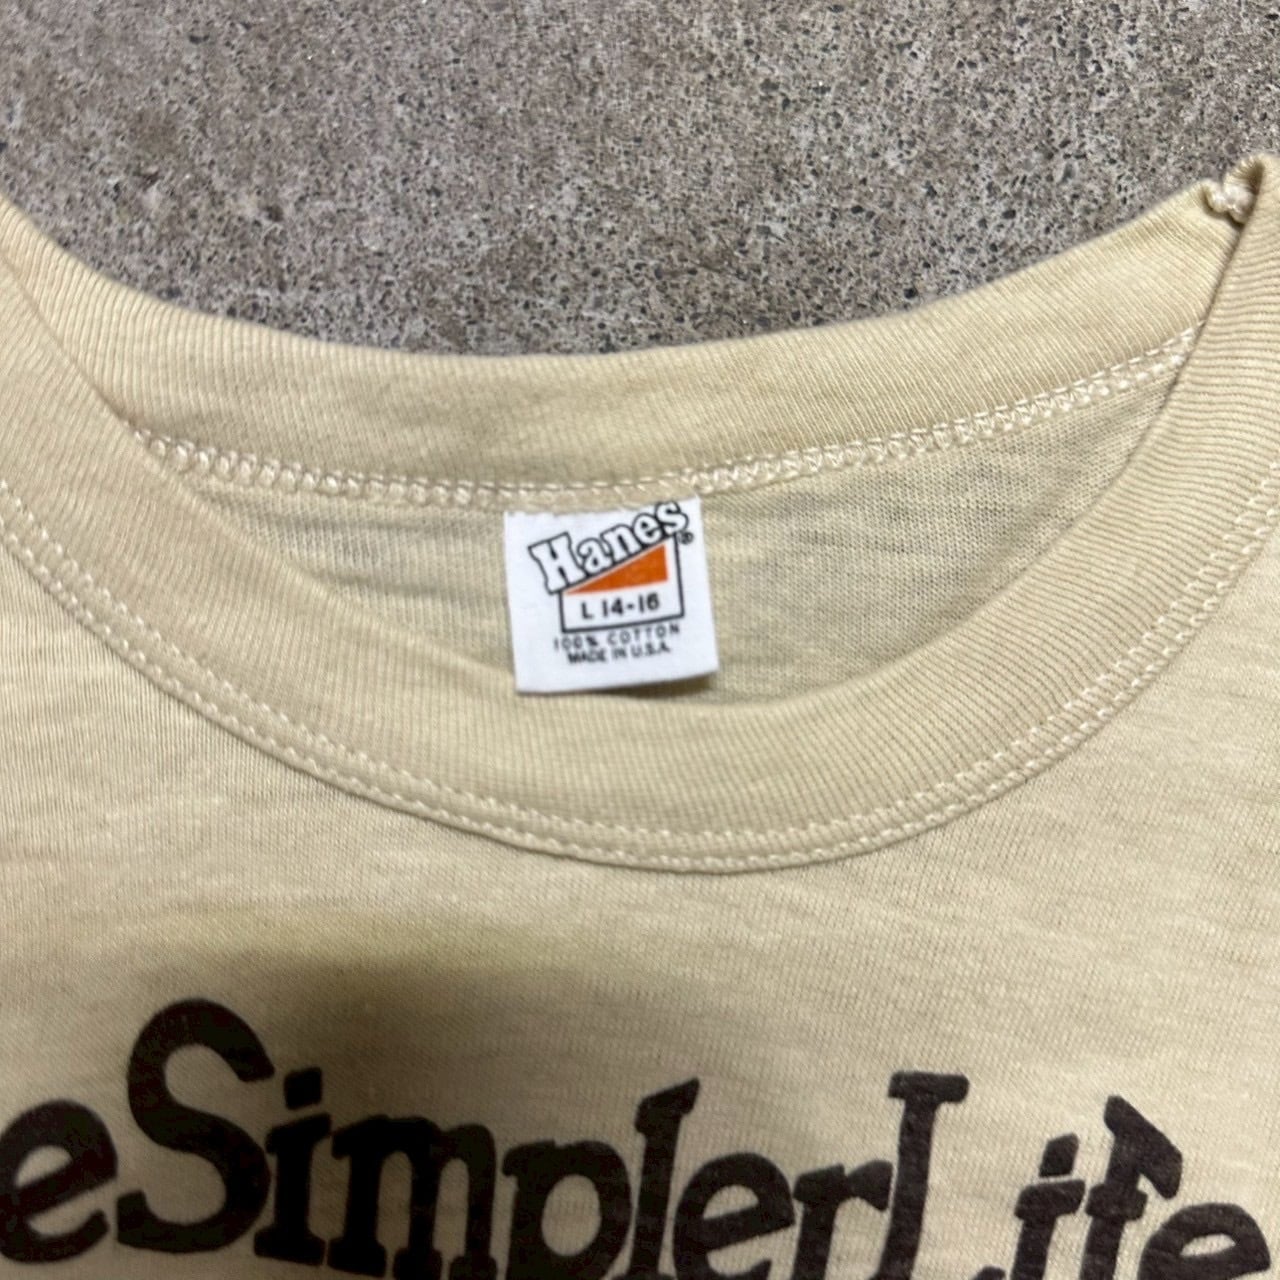 Hanes®
L 14-16
100% COTTON
MADE IN U.S.A.
eSimplerLife